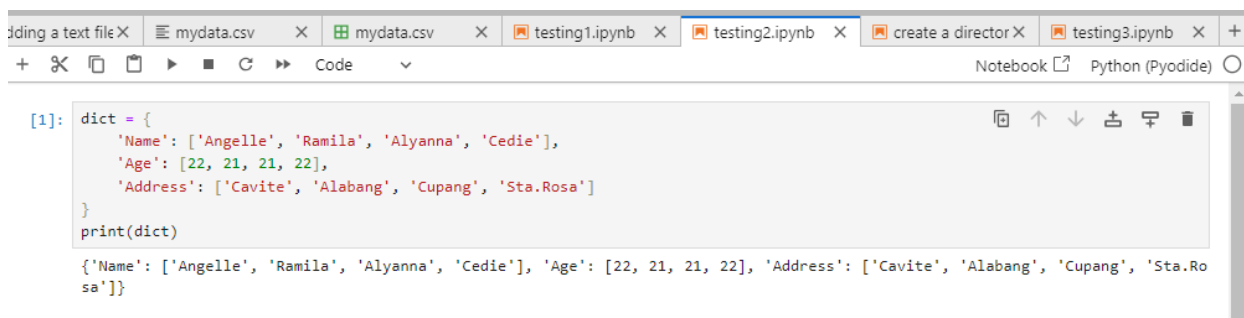 dding a text file mydata.csv mydata.csv testing1.ipynb testing2.ipynb create a director testing3.ipynb
Code Notebook Python (Pyodide)
[1]: dict = {
'Name': ['Angelle', 'Ramila', 'Alyanna', 'Cedie'],
'Age': [22, 21, 21, 22],
'Address': ['Cavite', 'Alabang', 'Cupang', 'Sta.Rosa']
}
print(dict)
{'Name': ['Angelle', 'Ramila', 'Alyanna', 'Cedie'], 'Age': [22, 21, 21, 22], 'Address': ['Cavite', 'Alabang', 'Cupang', 'Sta.Ro
sa']}